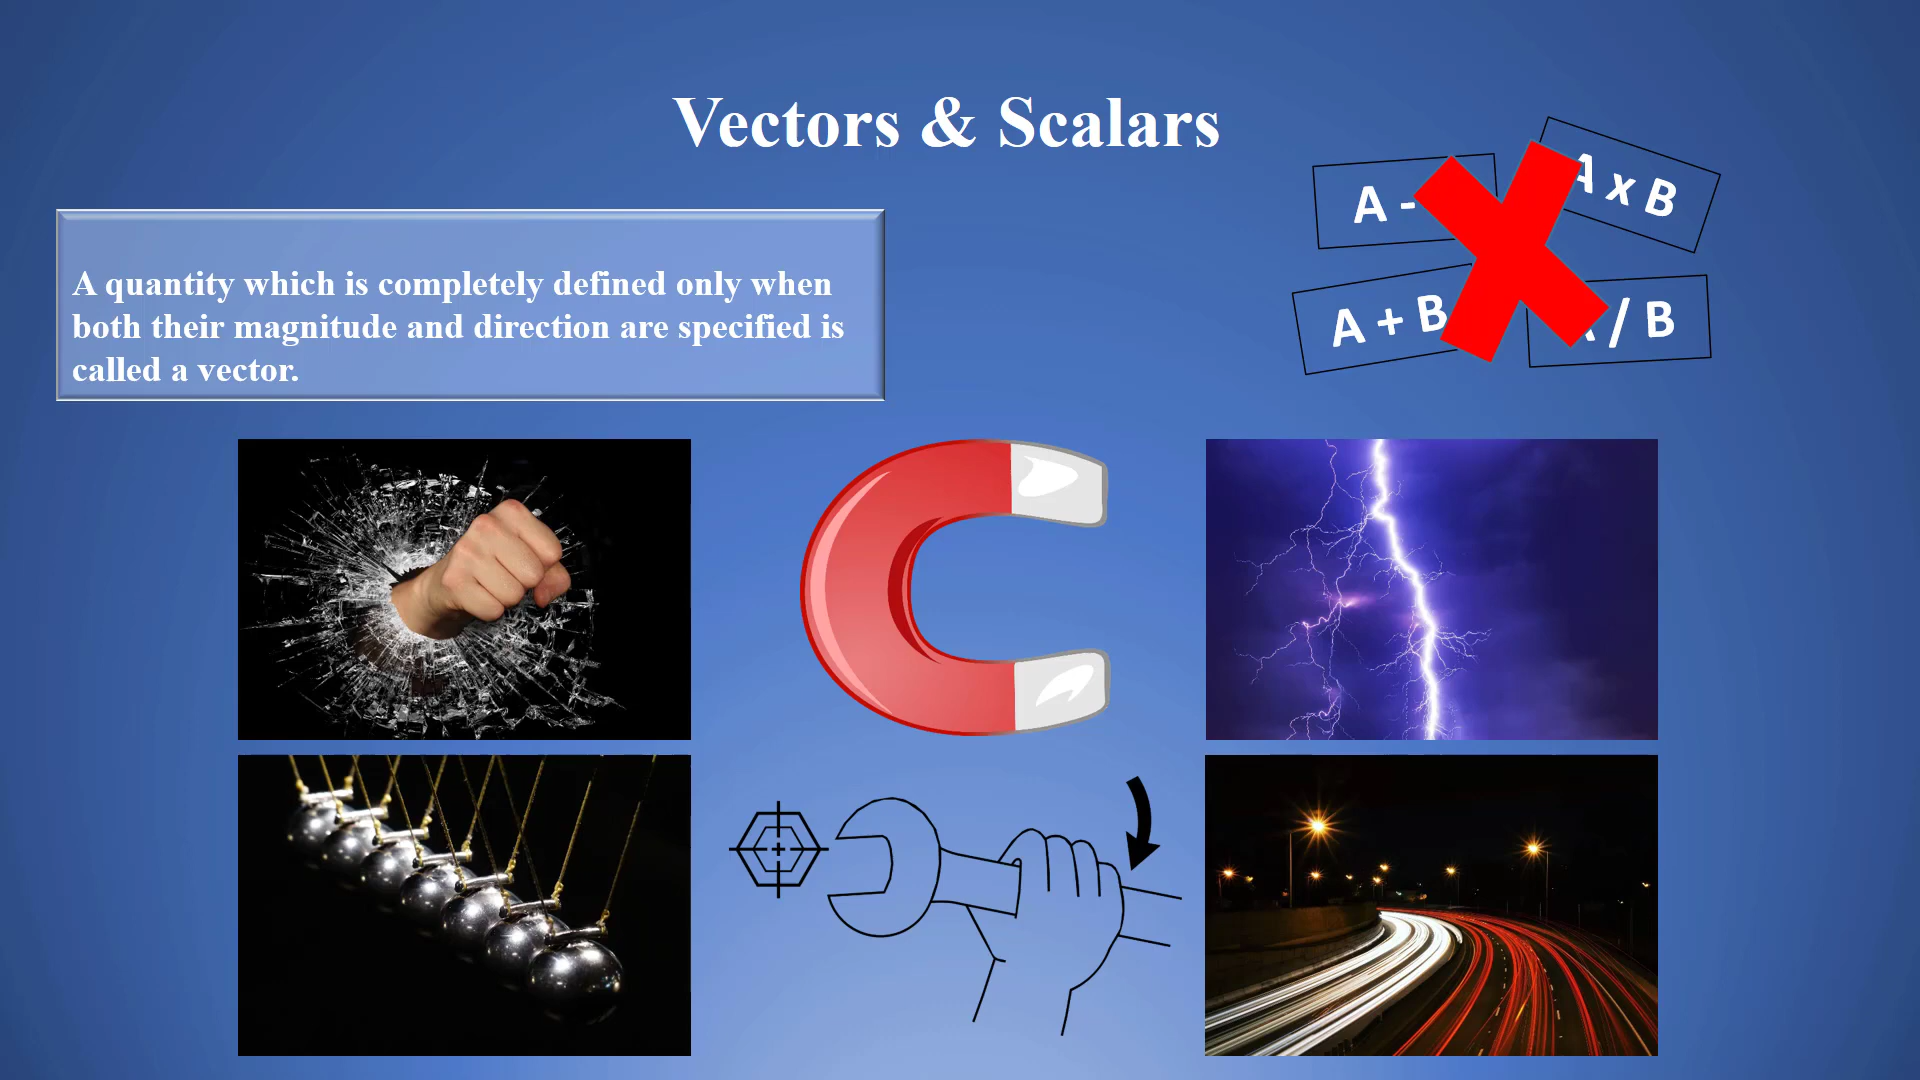 Vectors & Scalars
A -
A x B
A quantity which is completely defined only when
both their magnitude and direction are specified is
called a vector.
A + B
/ B